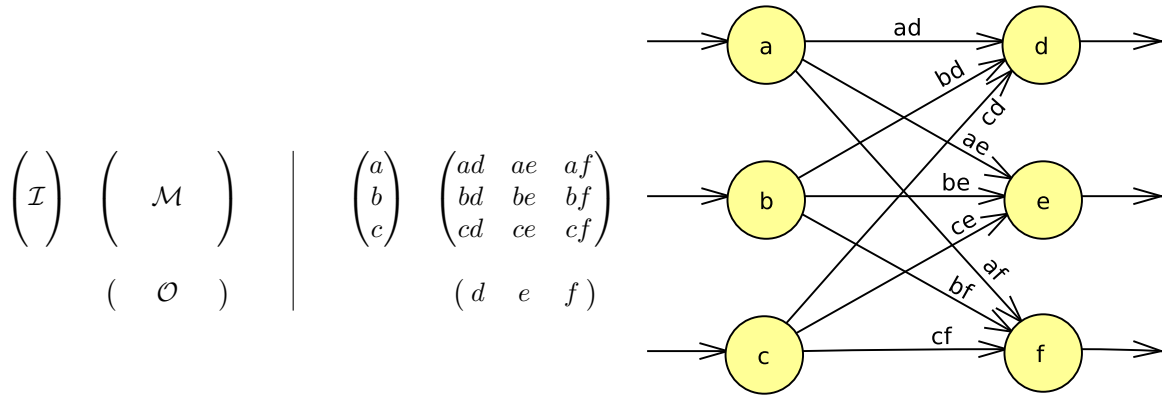 ( I ) ( M ) | ( a b c ) ( ad ae af
bd be bf
cd ce cf )
( O ) ( d e f )
a ad d
bd
cd
ae
b be e
ce
af
bf
c cf f